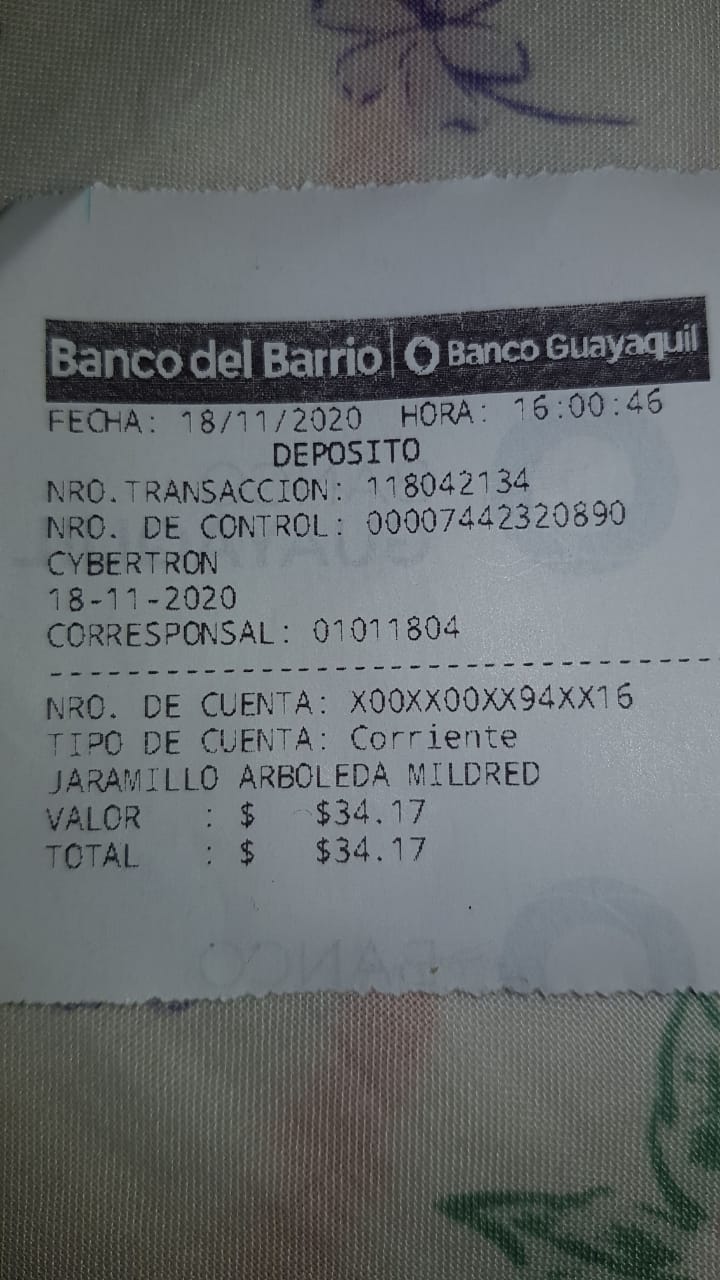 Banco del Barrio | Banco Guayaquil
FECHA: 18/11/2020 HORA: 16:00:46
DEPOSITO
NRO.TRANSACCION: 118042134
NRO. DE CONTROL: 00007442320890
CYBERTRON
18-11-2020
CORRESPONSAL: 01011804
--------------------------------------
NRO. DE CUENTA: X00XX00XX94XX16
TIPO DE CUENTA: Corriente
JARAMILLO ARBOLEDA MILDRED
VALOR : $ $34.17
TOTAL : $ $34.17